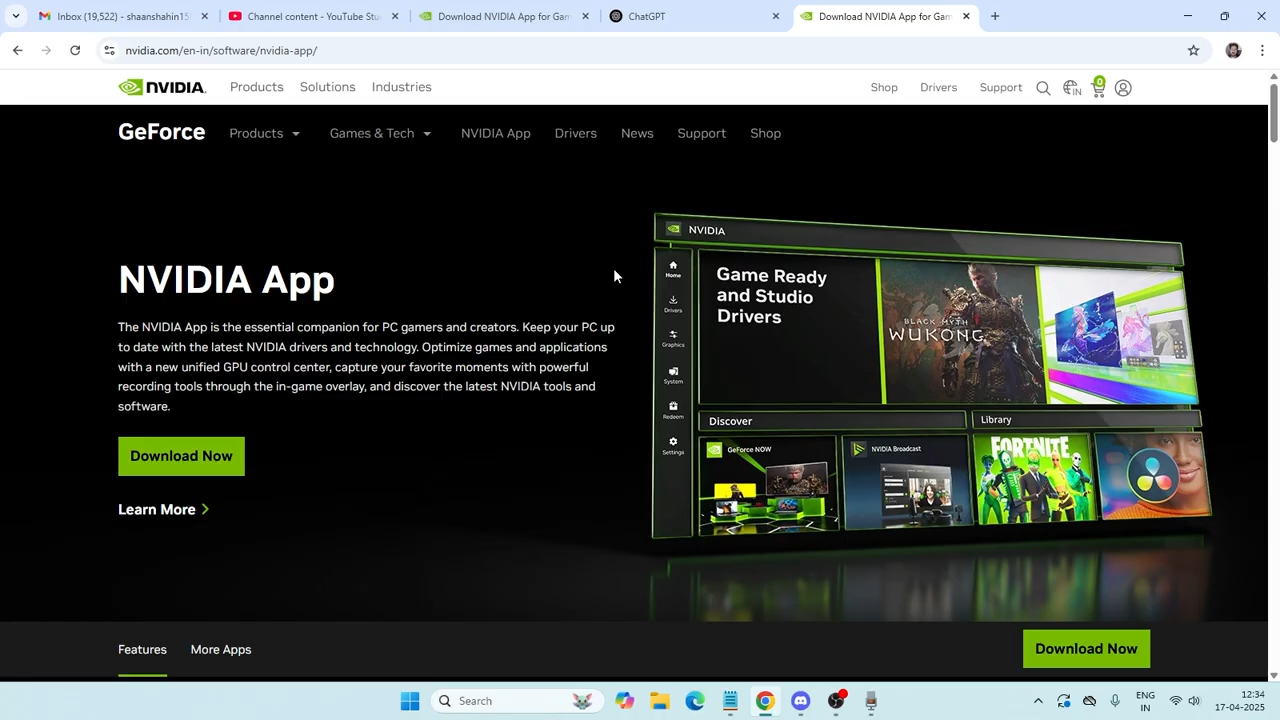 Inbox (19,522) - shaanshahin15
Channel content - YouTube Stu
Download NVIDIA App for Gam
ChatGPT
Download NVIDIA App for Gam
nvidia.com/en-in/software/nvidia-app/
NVIDIA.
Products
Solutions
Industries
Shop
Drivers
Support
IN
0
GeForce
Products
Games & Tech
NVIDIA App
Drivers
News
Support
Shop
NVIDIA App
The NVIDIA App is the essential companion for PC gamers and creators. Keep your PC up
to date with the latest NVIDIA drivers and technology. Optimize games and applications
with a new unified GPU control center, capture your favorite moments with powerful
recording tools through the in-game overlay, and discover the latest NVIDIA tools and
software.
Download Now
Learn More
NVIDIA
Home
Drivers
Graphics
System
Redeem
Settings
Game Ready
and Studio
Drivers
BLACK MYTH
WUKONG
Discover
Library
GeForce NOW
NVIDIA Broadcast
FORTNITE
Features
More Apps
Download Now
Search
ENG
IN
12:34
17-04-2025